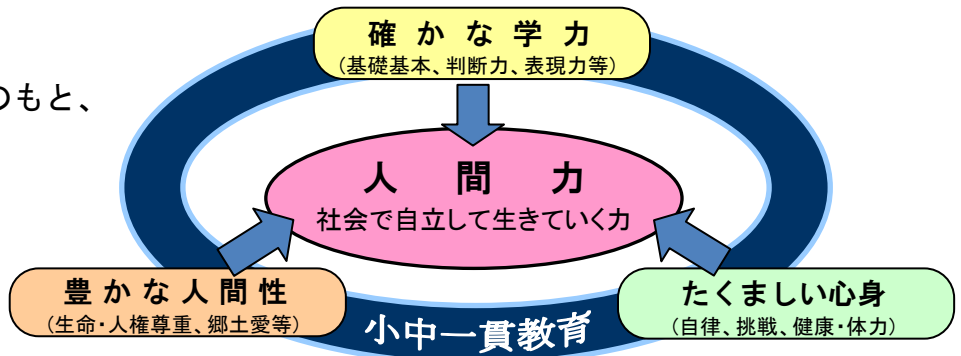 確かな学力
(基礎基本、判断力、表現力等)
のもと、
人間力
社会で自立して生きていく力
豊かな人間性
(生命・人権尊重、郷土愛等)
たくましい心身
(自律、挑戦、健康・体力)
小中一貫教育